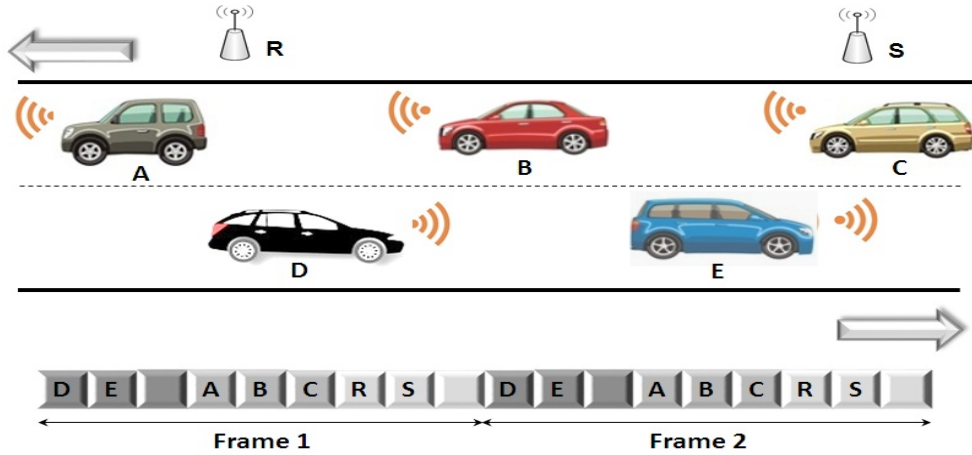 R S
A B C
D E
D E A B C R S D E A B C R S
Frame 1 Frame 2